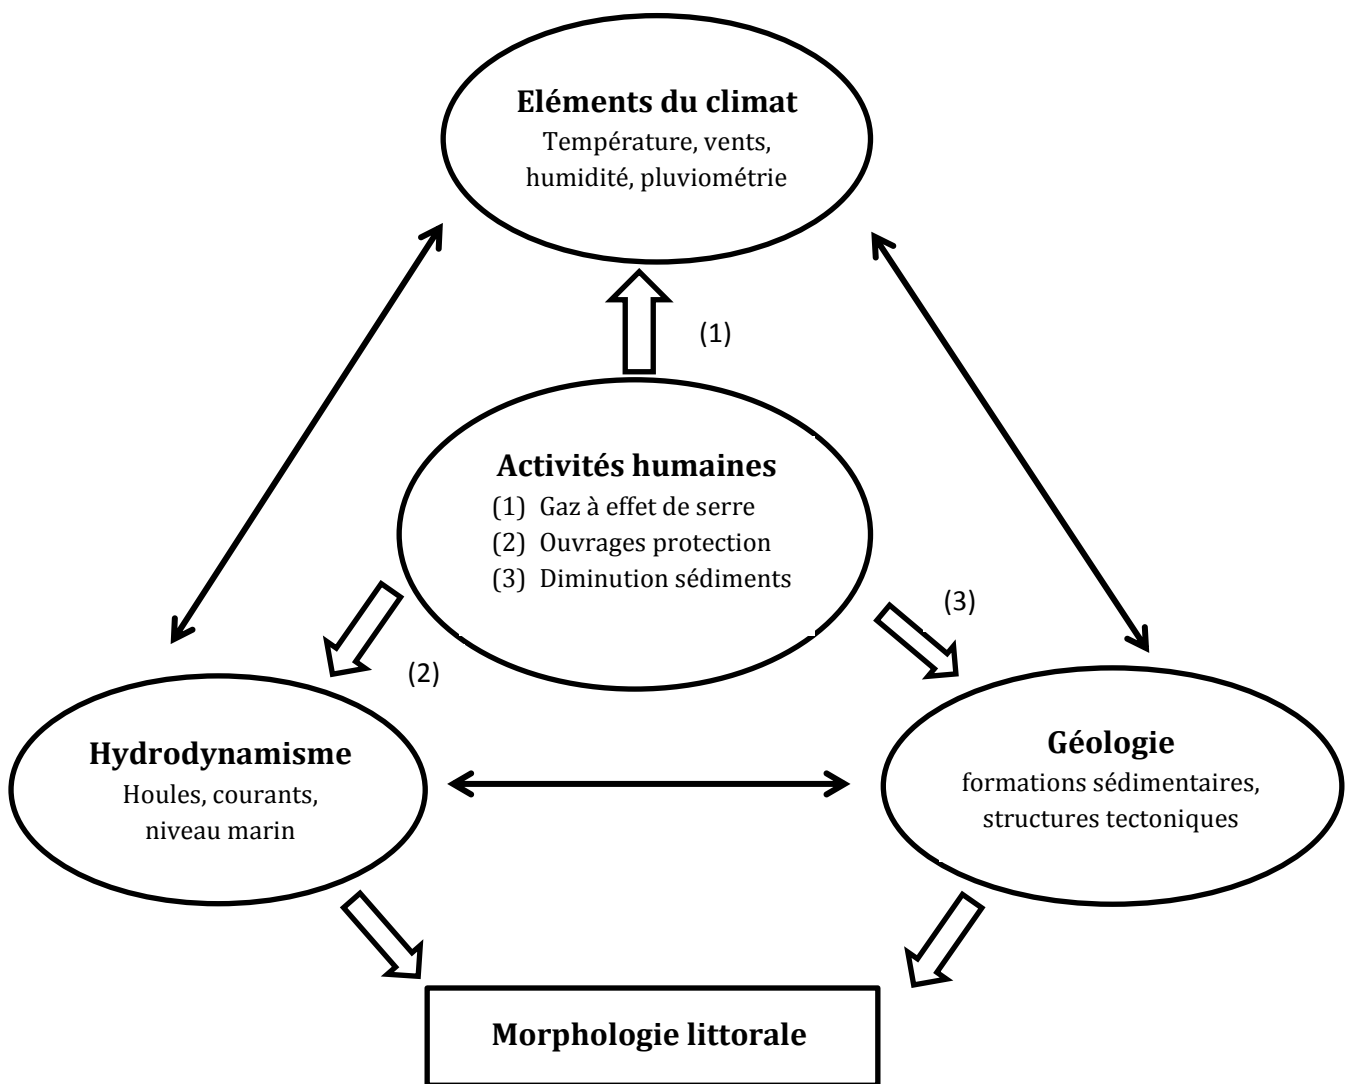 Eléments du climat
Température, vents,
humidité, pluviométrie
(1)
Activités humaines
(1) Gaz à effet de serre
(2) Ouvrages protection
(3) Diminution sédiments
(3)
(2)
Hydrodynamisme
Houles, courants,
niveau marin
Géologie
formations sédimentaires,
structures tectoniques
Morphologie littorale